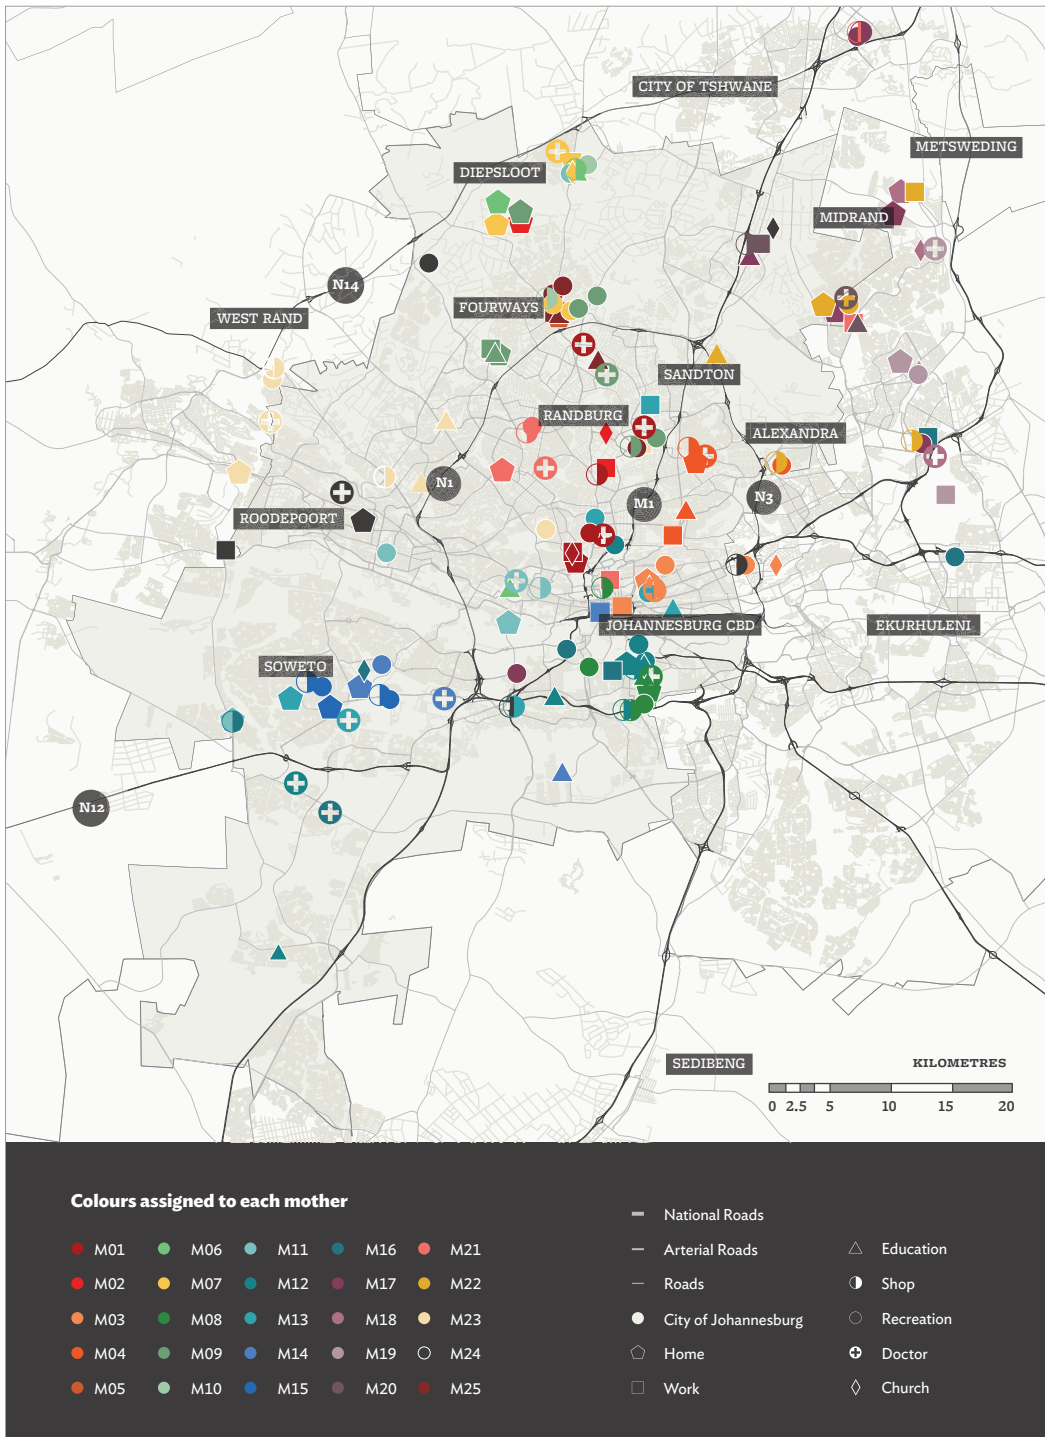 CITY OF TSHWANE
METSWEDING
DIEPSLOOT
MIDRAND
N14
WEST RAND
FOURWAYS
SANDTON
RANDBURG
ALEXANDRA
N1
M1
N3
ROODEPOORT
JOHANNESBURG CBD
EKURHULENI
SOWETO
N12
SEDIBENG
KILOMETRES
0 2.5 5 10 15 20
Colours assigned to each mother
M01 M06 M11 M16 M21
M02 M07 M12 M17 M22
M03 M08 M13 M18 M23
M04 M09 M14 M19 M24
M05 M10 M15 M20 M25
National Roads
Arterial Roads
Roads
City of Johannesburg
Home
Work
Education
Shop
Recreation
Doctor
Church